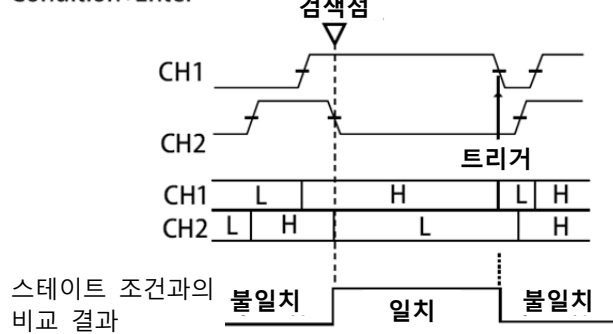 Condition:Enter
검색점
CH1
CH2
트리거
CH1 L H L H
CH2 L H L H
스테이트 조건과의
비교 결과
불일치 일치 불일치